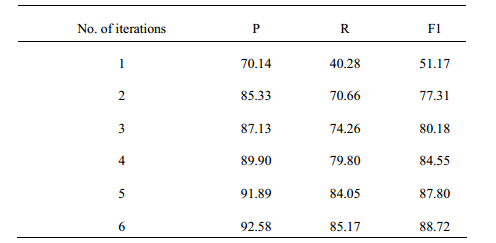 No. of iterations P R F1
1 70.14 40.28 51.17
2 85.33 70.66 77.31
3 87.13 74.26 80.18
4 89.90 79.80 84.55
5 91.89 84.05 87.80
6 92.58 85.17 88.72